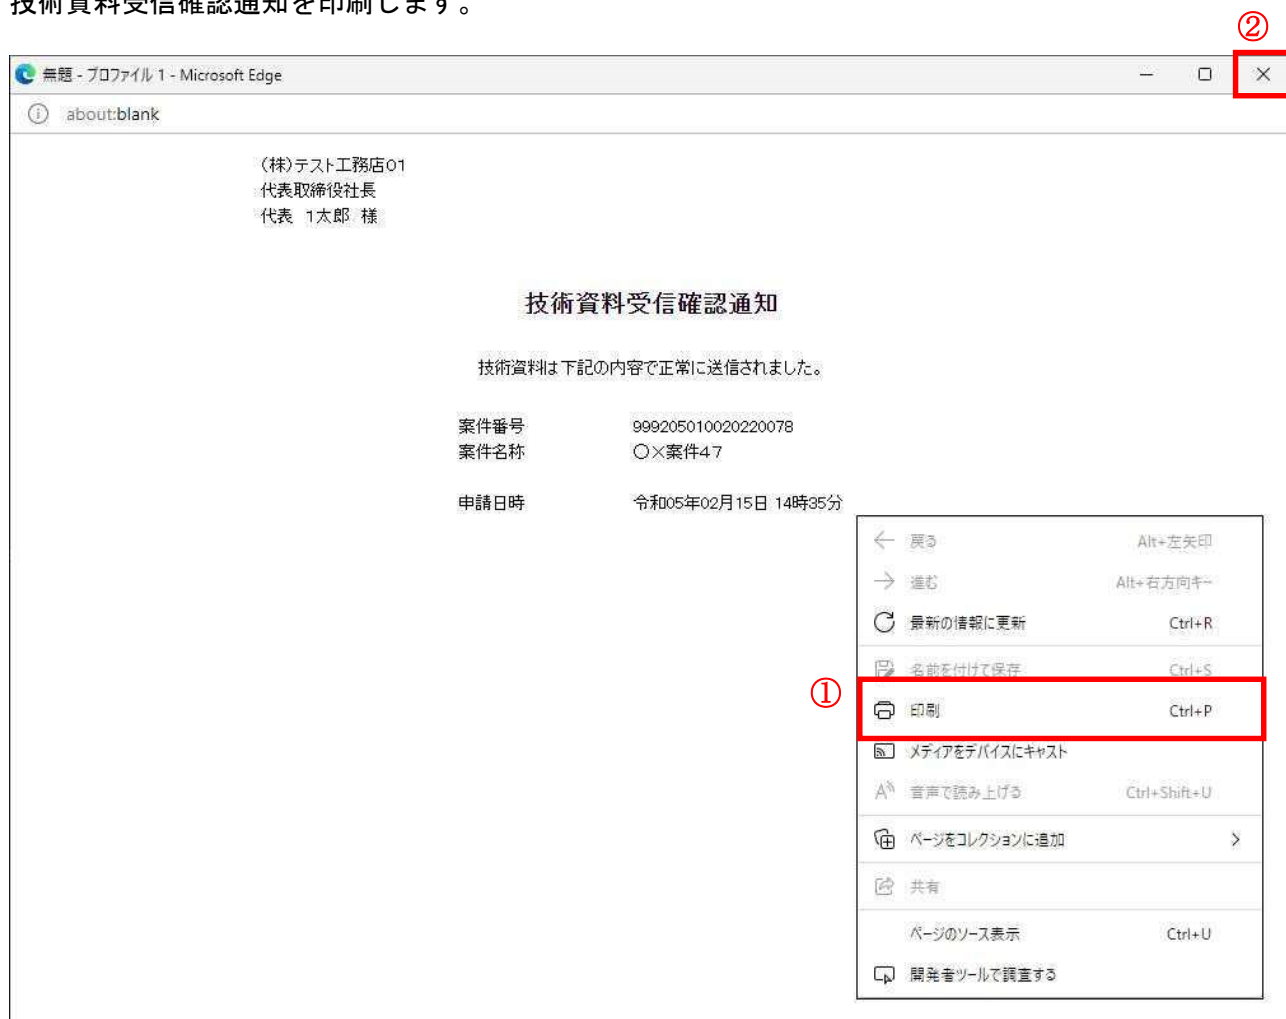 技術資料受信確認通知を印刷します。
②
無題 - プロファイル 1 - Microsoft Edge
about:blank
(株)テスト工務店01
代表取締役社長
代表 1太郎 様
技術資料受信確認通知
技術資料は下記の内容で正常に送信されました。
案件番号 999205010020220078
案件名称 〇×案件47
申請日時 令和05年02月15日 14時35分
戻る Alt+左矢印
進む Alt+右方向キー
最新の情報に更新 Ctrl+R
名前を付けて保存 Ctrl+S
①
印刷 Ctrl+P
メディアをデバイスにキャスト
音声で読み上げる Ctrl+Shift+U
ページをコレクションに追加
共有
ページのソース表示 Ctrl+U
開発者ツールで調査する